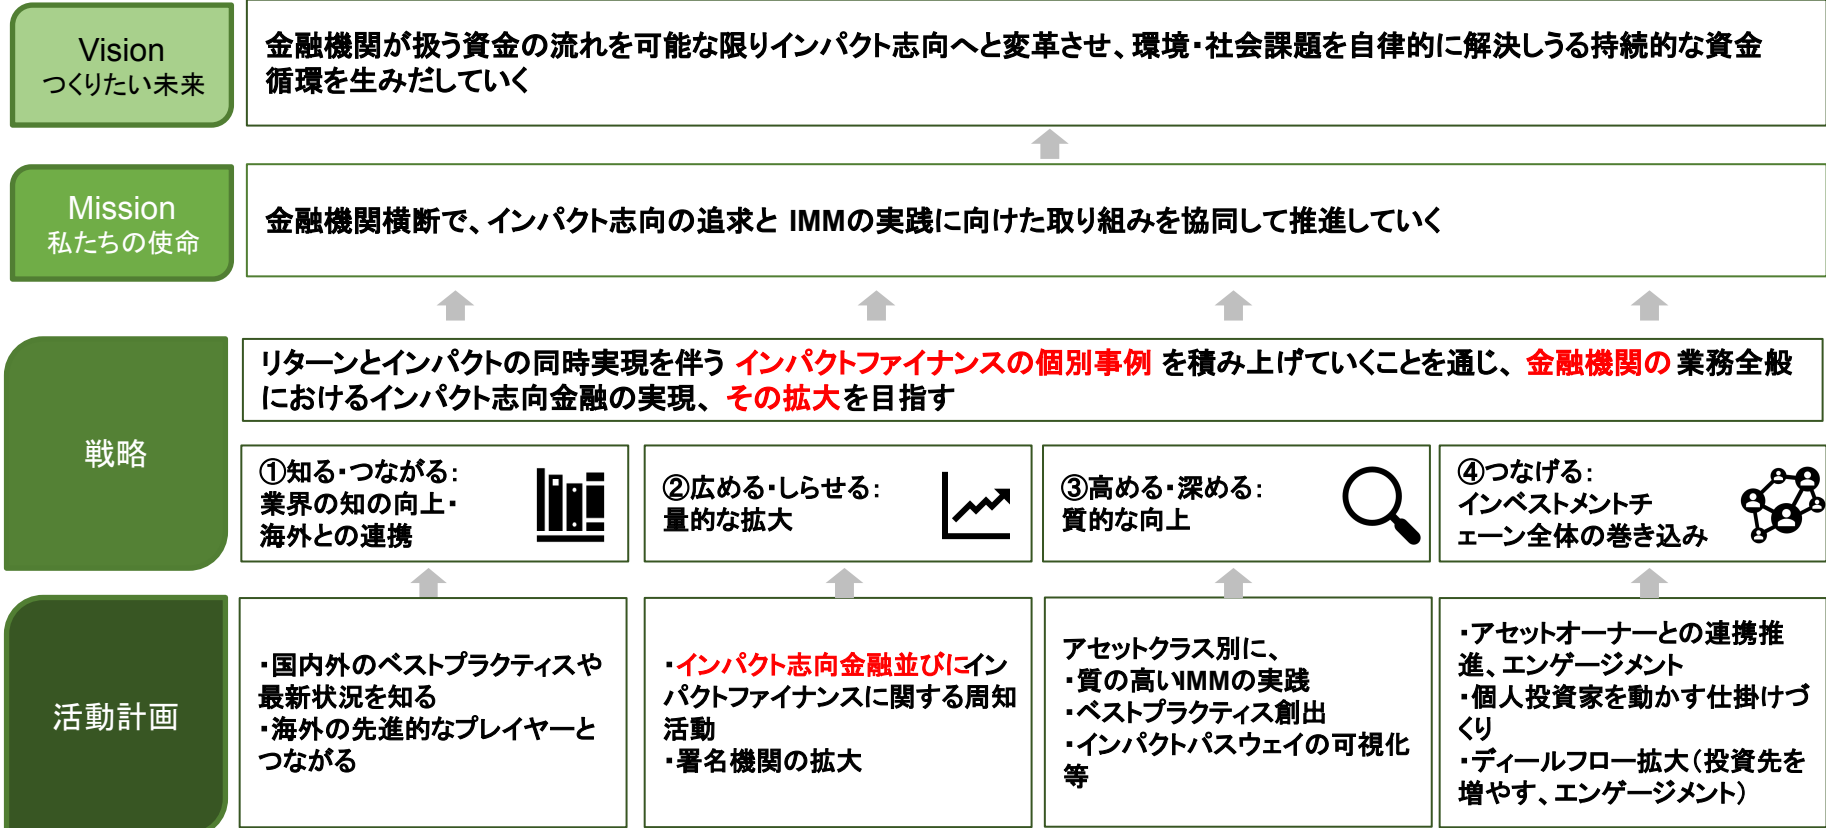 Vision
つくりたい未来
金融機関が扱う資金の流れを可能な限りインパクト志向へと変革させ、環境・社会課題を自律的に解決しうる持続的な資金
循環を生みだしていく
Mission
私たちの使命
金融機関横断で、インパクト志向の追求と IMMの実践に向けた取り組みを協同して推進していく
戦略
リターンとインパクトの同時実現を伴う インパクトファイナンスの個別事例 を積み上げていくことを通じ、 金融機関の 業務全般
におけるインパクト志向金融の実現、 その拡大を目指す
①知る・つながる:
業界の知の向上・
海外との連携
②広める・しらせる:
量的な拡大
③高める・深める:
質的な向上
④つなげる:
インベストメントチ
ェーン全体の巻き込み
活動計画
・国内外のベストプラクティスや
最新状況を知る
・海外の先進的なプレイヤーと
つながる
・インパクト志向金融並びにイン
パクトファイナンスに関する周知
活動
・署名機関の拡大
アセットクラス別に、
・質の高いIMMの実践
・ベストプラクティス創出
・インパクトパスウェイの可視化
等
・アセットオーナーとの連携推
進、エンゲージメント
・個人投資家を動かす仕掛けづ
くり
・ディールフロー拡大(投資先を
増やす、エンゲージメント)